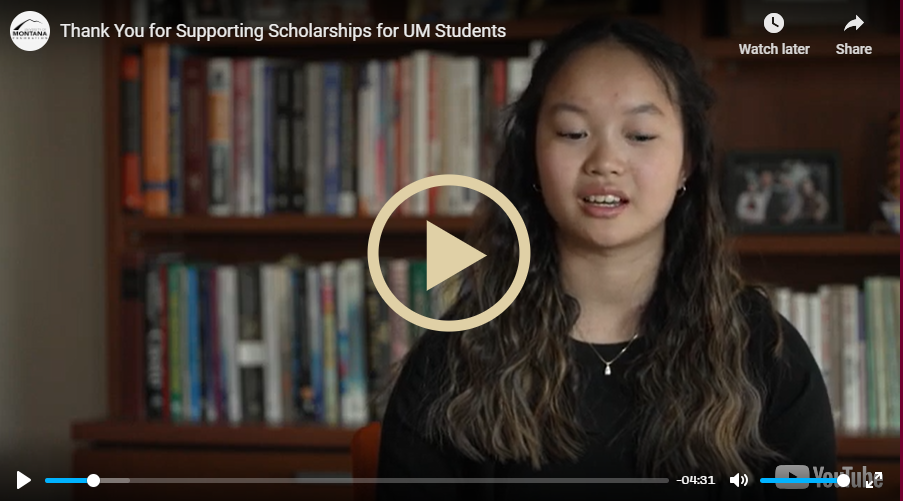 MONTANA
Thank You for Supporting Scholarships for UM Students
Watch later
Share
-04:31
YouTube